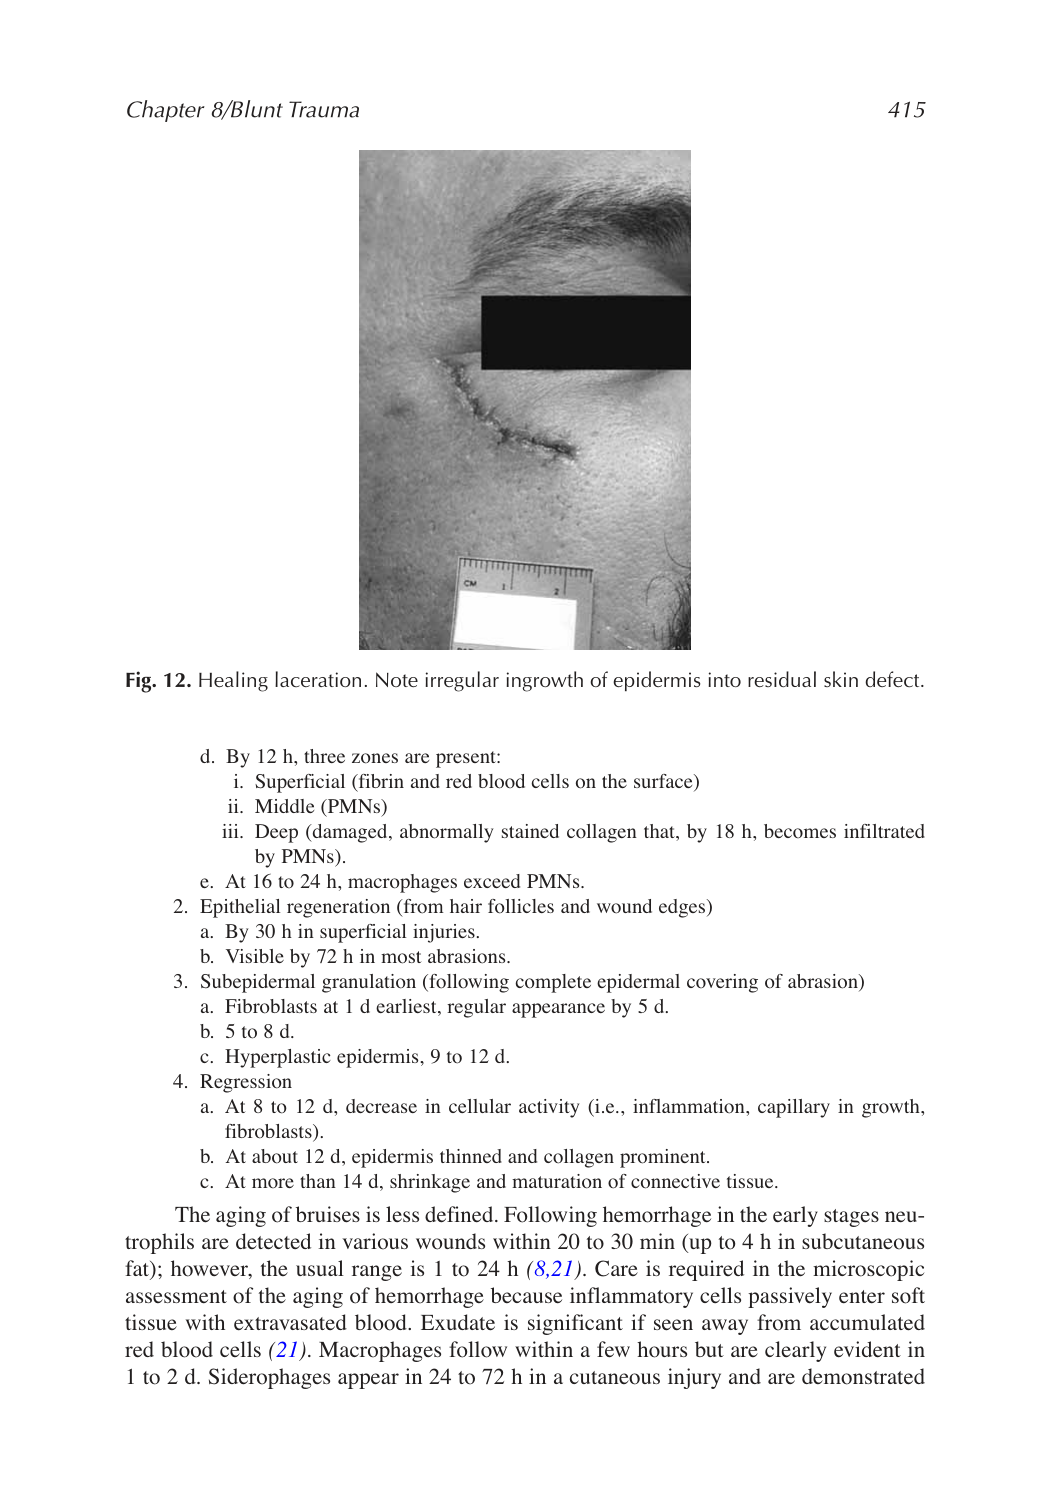 Chapter 8/Blunt Trauma 415
CM 1 2
Fig. 12. Healing laceration. Note irregular ingrowth of epidermis into residual skin defect.
d. By 12 h, three zones are present:
i. Superficial (fibrin and red blood cells on the surface)
ii. Middle (PMNs)
iii. Deep (damaged, abnormally stained collagen that, by 18 h, becomes infiltrated
by PMNs).
e. At 16 to 24 h, macrophages exceed PMNs.
2. Epithelial regeneration (from hair follicles and wound edges)
a. By 30 h in superficial injuries.
b. Visible by 72 h in most abrasions.
3. Subepidermal granulation (following complete epidermal covering of abrasion)
a. Fibroblasts at 1 d earliest, regular appearance by 5 d.
b. 5 to 8 d.
c. Hyperplastic epidermis, 9 to 12 d.
4. Regression
a. At 8 to 12 d, decrease in cellular activity (i.e., inflammation, capillary in growth,
fibroblasts).
b. At about 12 d, epidermis thinned and collagen prominent.
c. At more than 14 d, shrinkage and maturation of connective tissue.
The aging of bruises is less defined. Following hemorrhage in the early stages neu-
trophils are detected in various wounds within 20 to 30 min (up to 4 h in subcutaneous
fat); however, the usual range is 1 to 24 h (8,21). Care is required in the microscopic
assessment of the aging of hemorrhage because inflammatory cells passively enter soft
tissue with extravasated blood. Exudate is significant if seen away from accumulated
red blood cells (21). Macrophages follow within a few hours but are clearly evident in
1 to 2 d. Siderophages appear in 24 to 72 h in a cutaneous injury and are demonstrated